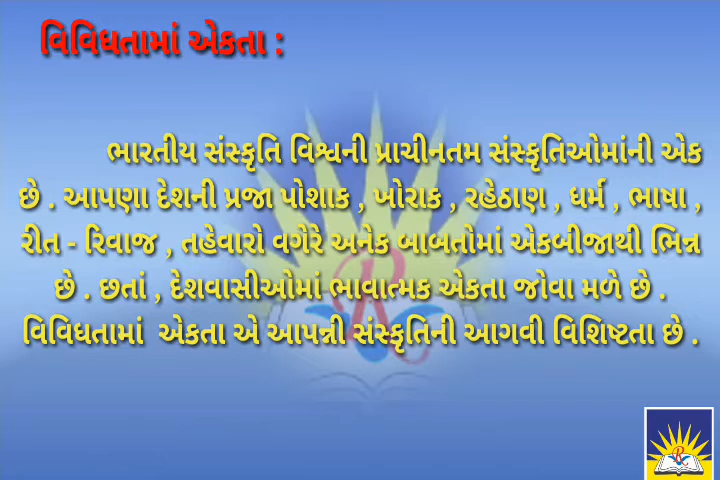 વિવિધતામાં એકતા :
ભારતીય સંસ્કૃતિ વિશ્વની પ્રાચીનતમ સંસ્કૃતિઓમાંની એક
છે . આપણા દેશની પ્રજા પોશાક , ખોરાક , રહેઠાણ , ધર્મ , ભાષા ,
રીત - રિવાજ , તહેવારો વગેરે અનેક બાબતોમાં એકબીજાથી ભિન્ન
છે . છતાં , દેશવાસીઓમાં ભાવાત્મક એકતા જોવા મળે છે .
વિવિધતામાં એકતા એ આપન્ની સંસ્કૃતિની આગવી વિશિષ્ટતા છે .